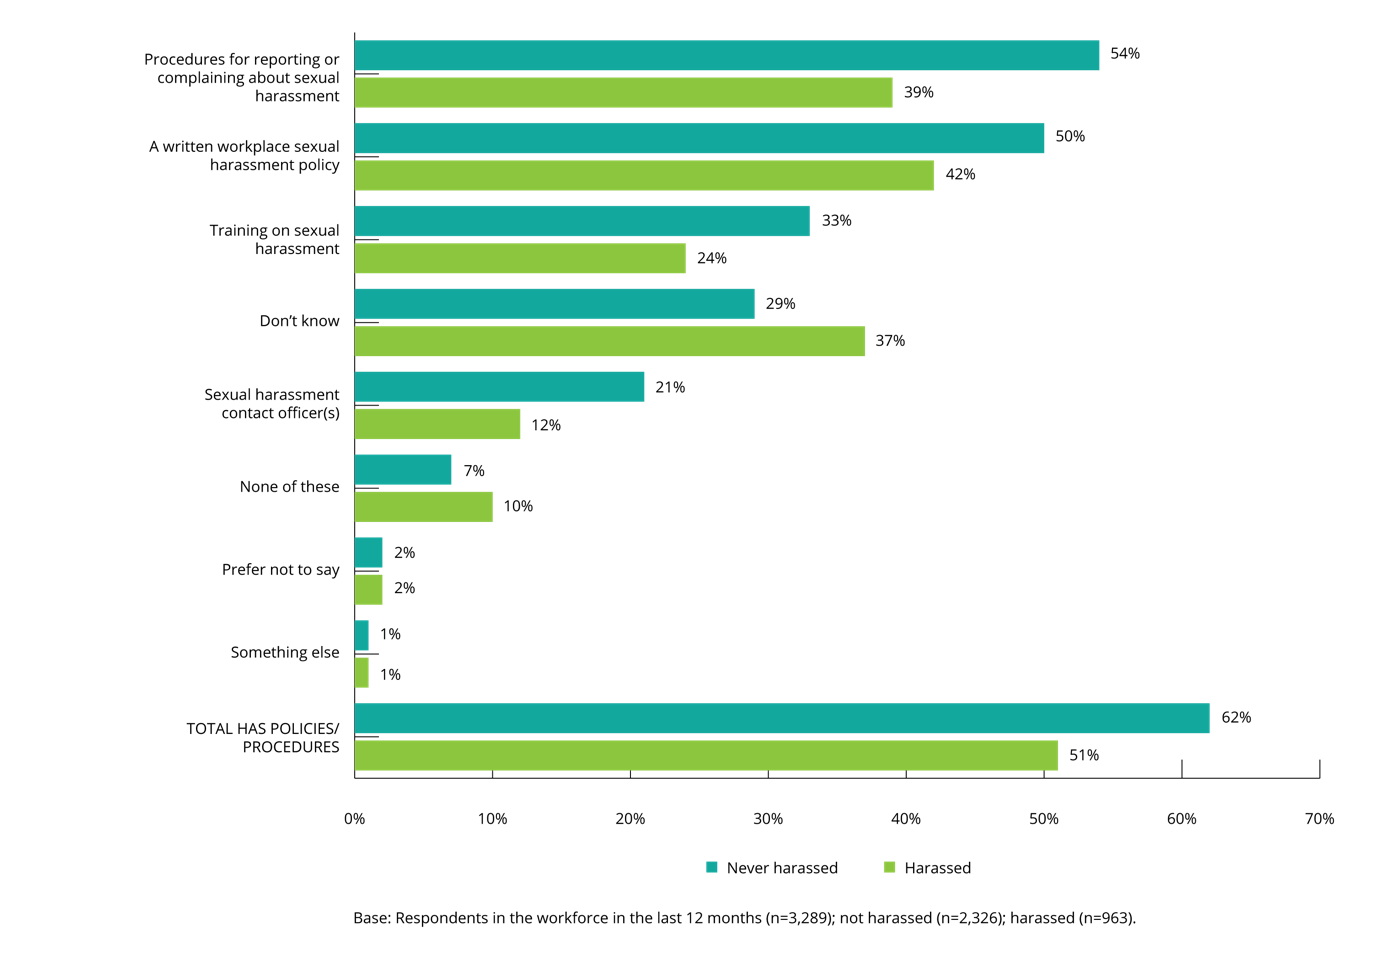 Procedures for reporting or
complaining about sexual
harassment
54%
39%
A written workplace sexual
harassment policy
50%
42%
Training on sexual
harassment
33%
24%
Don’t know
29%
37%
Sexual harassment
contact officer(s)
21%
12%
None of these
7%
10%
Prefer not to say
2%
2%
Something else
1%
1%
TOTAL HAS POLICIES/
PROCEDURES
62%
51%
0% 10% 20% 30% 40% 50% 60% 70%
Never harassed Harassed
Base: Respondents in the workforce in the last 12 months (n=3,289); not harassed (n=2,326); harassed (n=963).